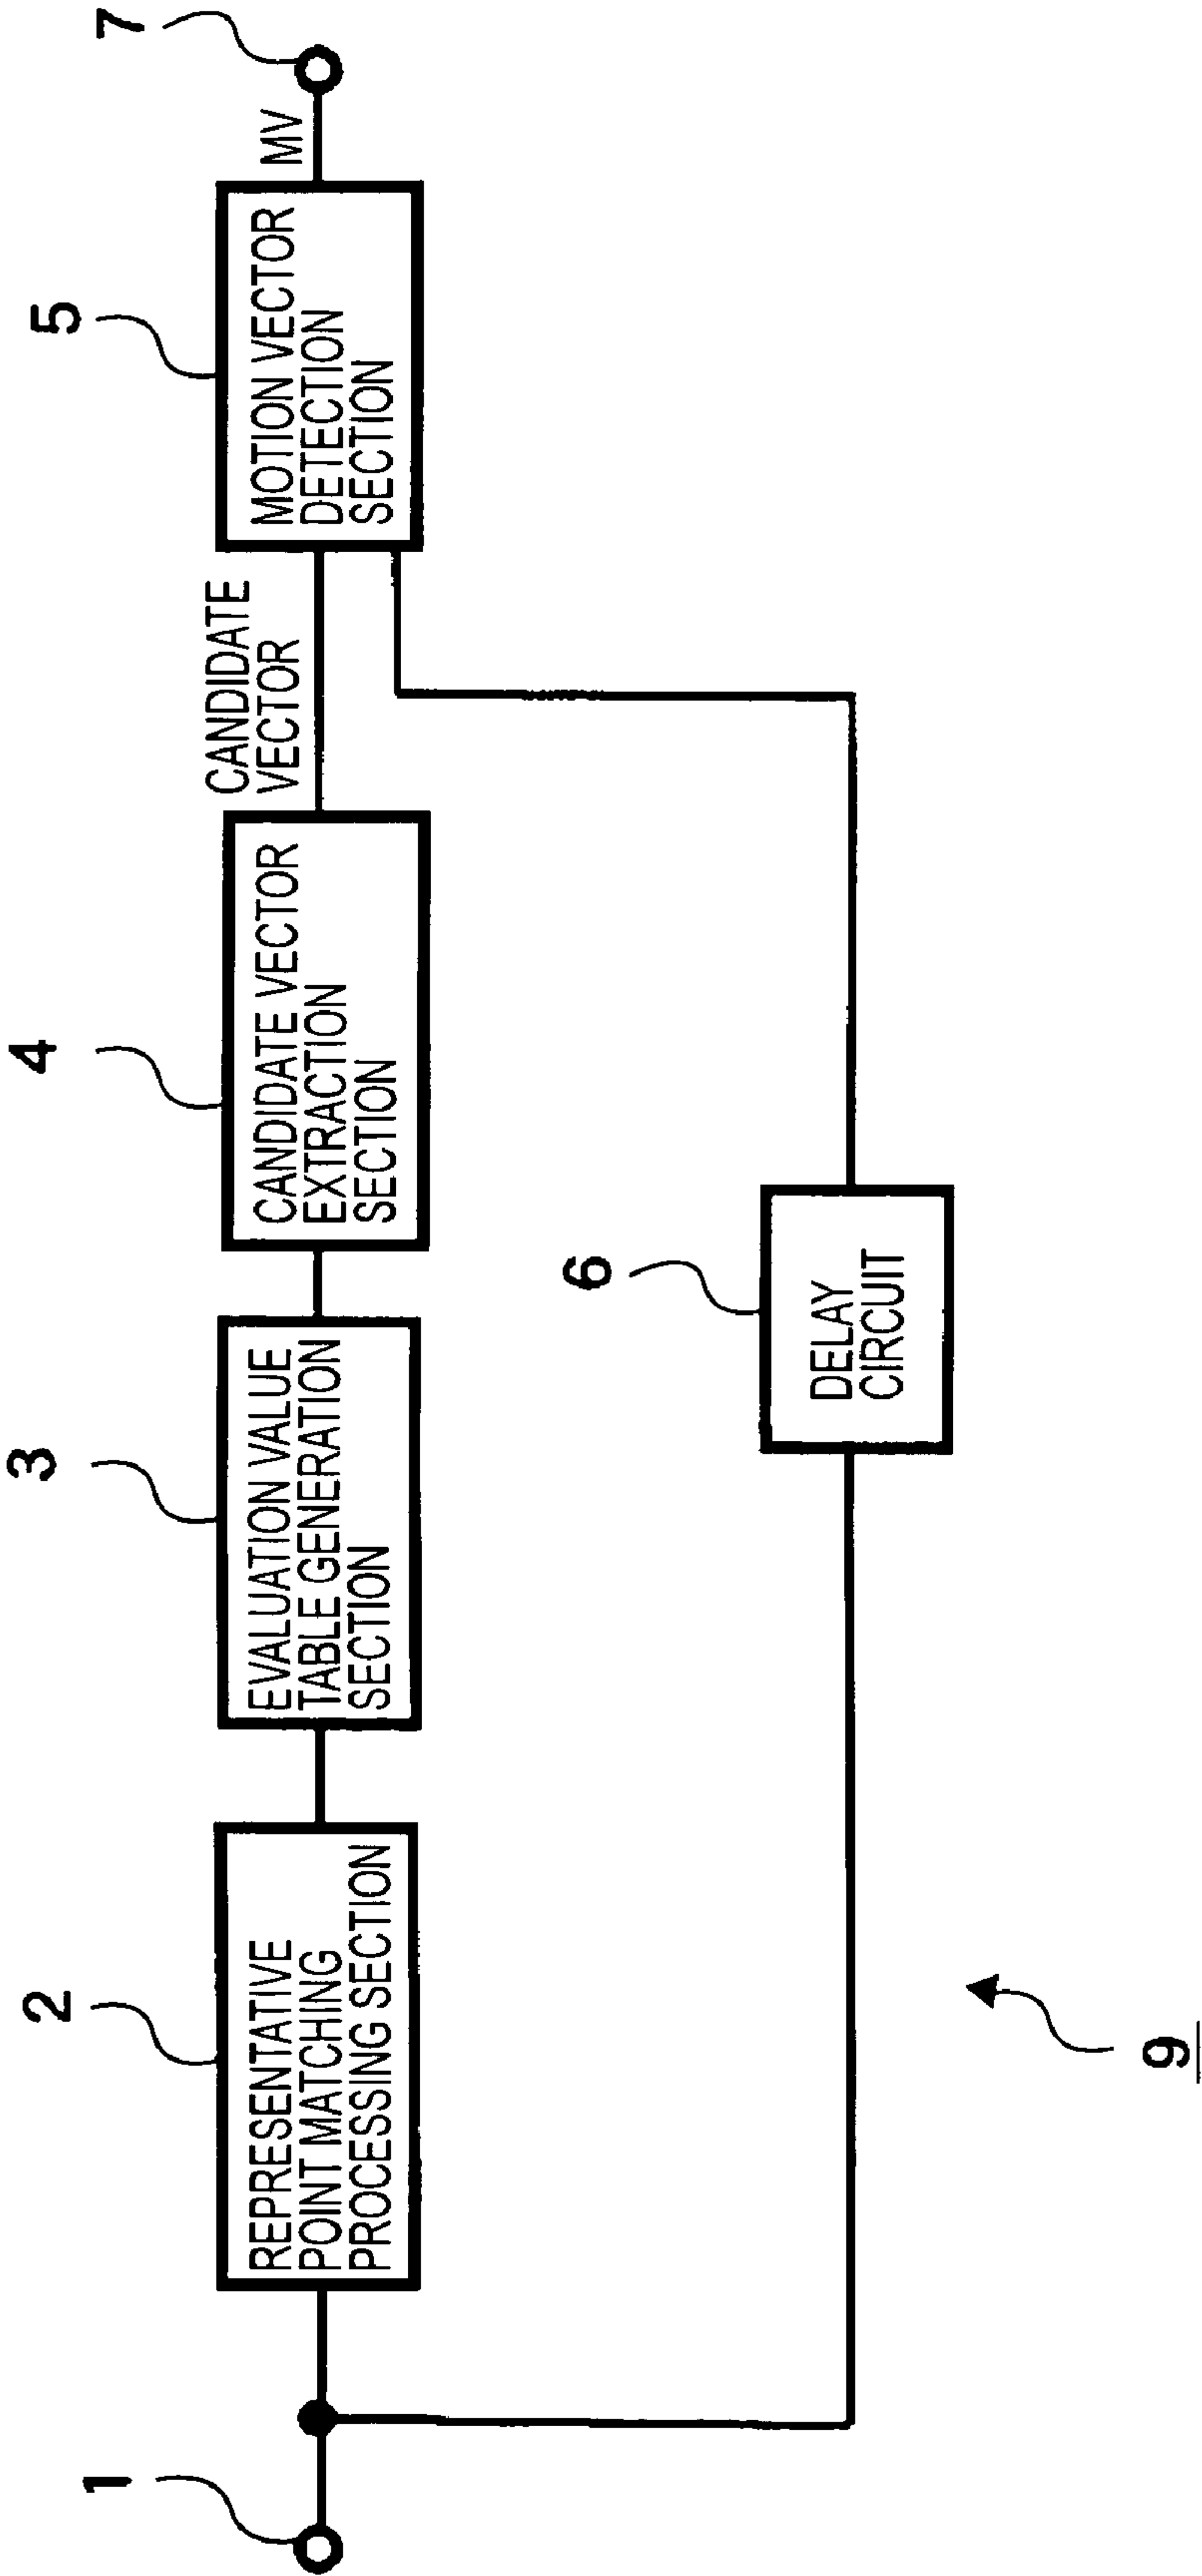 1
2
REPRESENTATIVE
POINT MATCHING
PROCESSING SECTION
3
EVALUATION VALUE
TABLE GENERATION
SECTION
4
CANDIDATE VECTOR
EXTRACTION
SECTION
CANDIDATE
VECTOR
5
MOTION VECTOR
DETECTION
SECTION
MV
7
6
DELAY
CIRCUIT
9